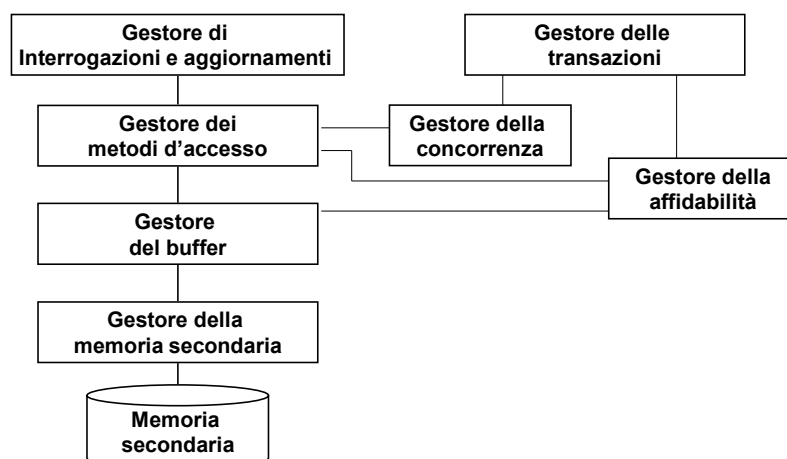 Gestore di
Interrogazioni e aggiornamenti
Gestore delle
transazioni
Gestore dei
metodi d'accesso
Gestore della
concorrenza
Gestore della
affidabilità
Gestore
del buffer
Gestore della
memoria secondaria
Memoria
secondaria